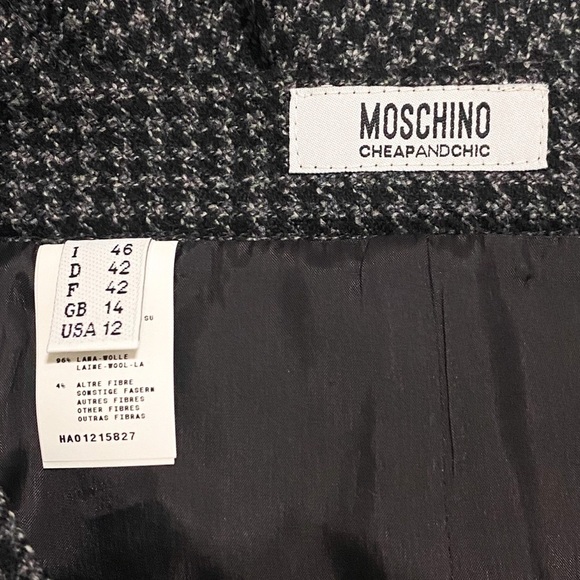 MOSCHINO
CHEAPANDCHIC
I 46
D 42
F 42
GB 14
USA 12
SU
96% LANA-WOLLE
LAINE-WOOL-LA
4% ALTRE FIBRE
SONSTIGE FASERN
AUTRES FIBRES
OTHER FIBRES
OUTRAS FIBRAS
HA01215827